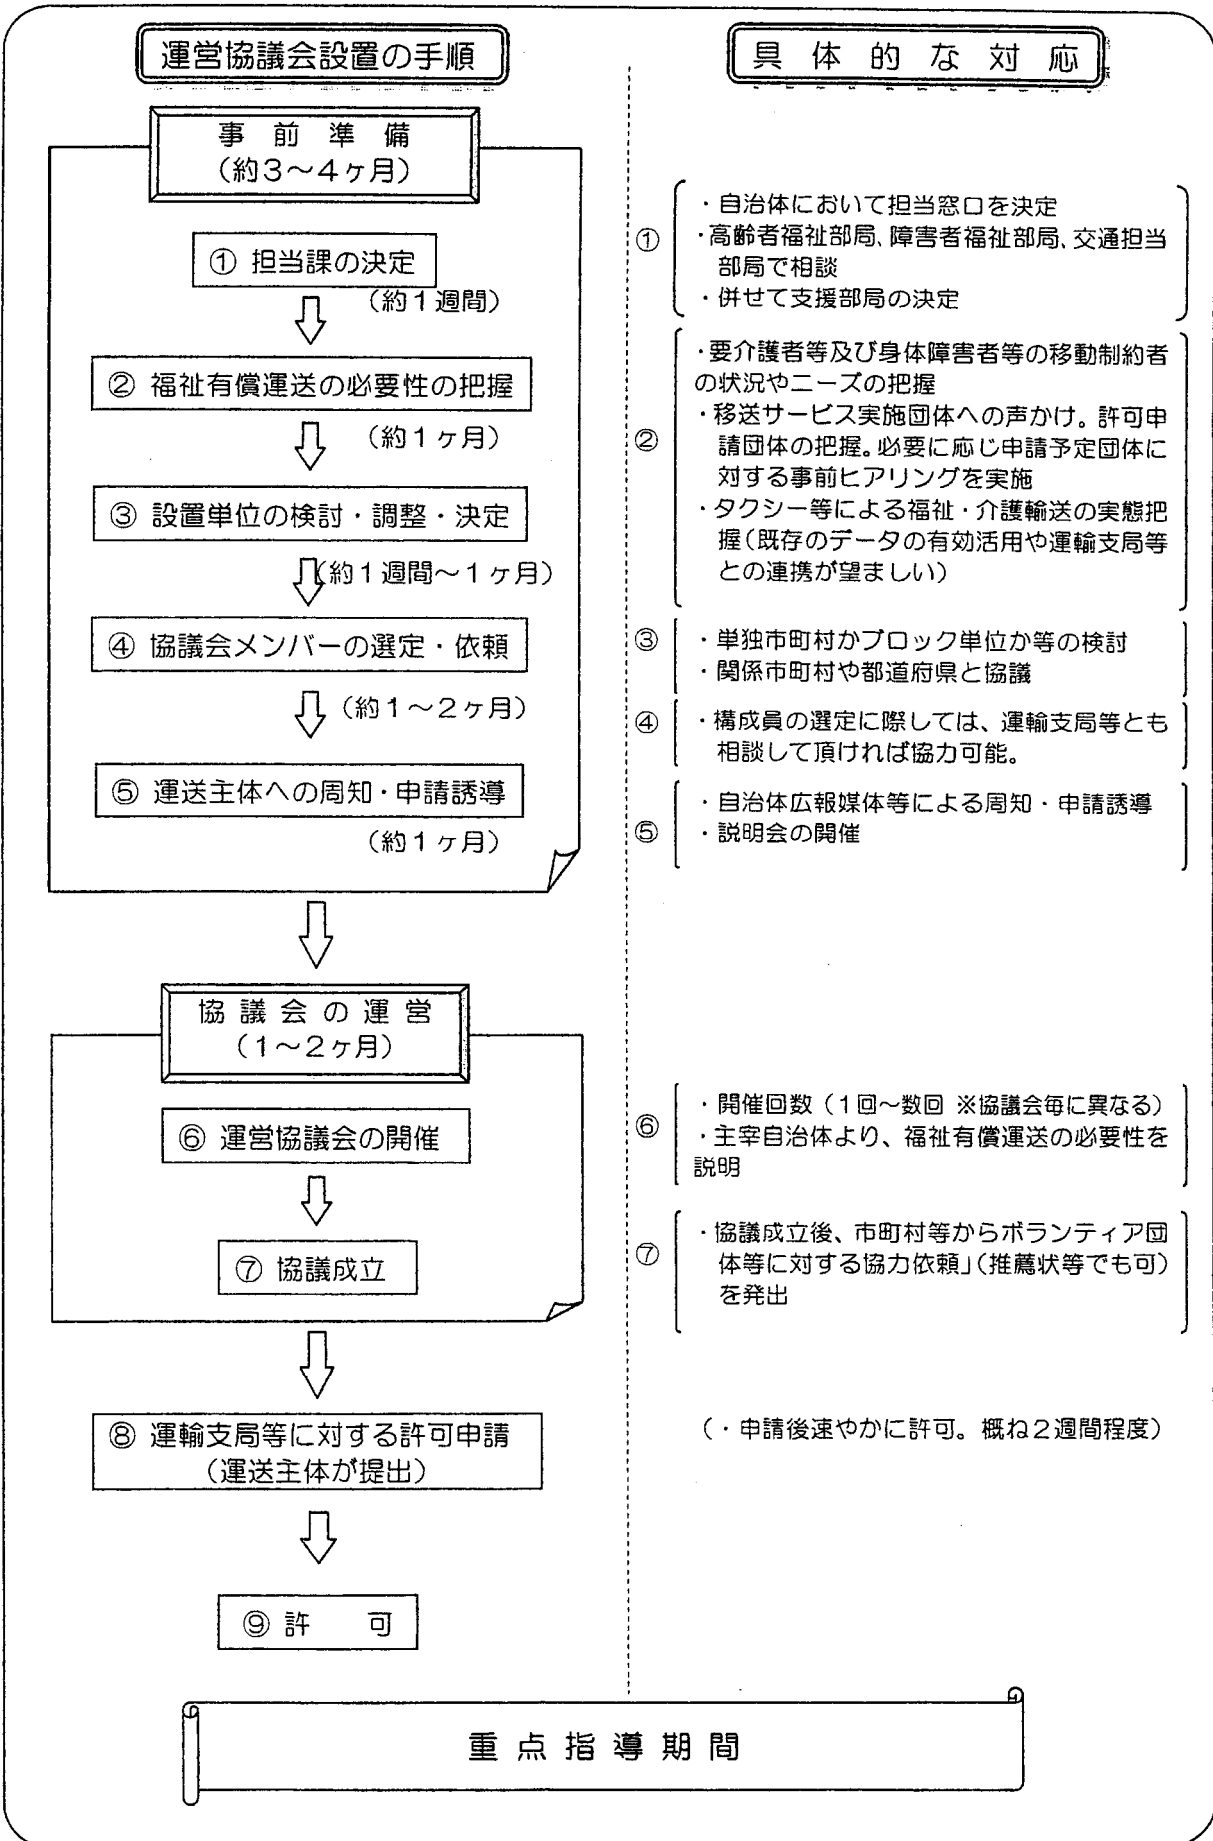 運営協議会設置の手順
事前準備
(約3~4ヶ月)
① 担当課の決定
(約1週間)
② 福祉有償運送の必要性の把握
(約1ヶ月)
③ 設置単位の検討・調整・決定
(約1週間~1ヶ月)
④ 協議会メンバーの選定・依頼
(約1~2ヶ月)
⑤ 運送主体への周知・申請誘導
(約1ヶ月)
協議会の運営
(1~2ヶ月)
⑥ 運営協議会の開催
⑦ 協議成立
⑧ 運輸支局等に対する許可申請
(運送主体が提出)
⑨ 許 可
具体的な対応
①
・自治体において担当窓口を決定
・高齢者福祉部局、障害者福祉部局、交通担当
部局で相談
・併せて支援部局の決定
②
・要介護者等及び身体障害者等の移動制約者
の状況やニーズの把握
・移送サービス実施団体への声かけ。許可申
請団体の把握。必要に応じ申請予定団体に
対する事前ヒアリングを実施
・タクシー等による福祉・介護輸送の実態把
握(既存のデータの有効活用や運輸支局等
との連携が望ましい)
③
・単独市町村かブロック単位か等の検討
・関係市町村や都道府県と協議
④
・構成員の選定に際しては、運輸支局等とも
相談して頂ければ協力可能。
⑤
・自治体広報媒体等による周知・申請誘導
・説明会の開催
⑥
・開催回数(1回~数回 ※協議会毎に異なる)
・主宰自治体より、福祉有償運送の必要性を
説明
⑦
・協議成立後、市町村等からボランティア団
体等に対する協力依頼」(推薦状等でも可)
を発出
(・申請後速やかに許可。概ね2週間程度)
重点指導期間